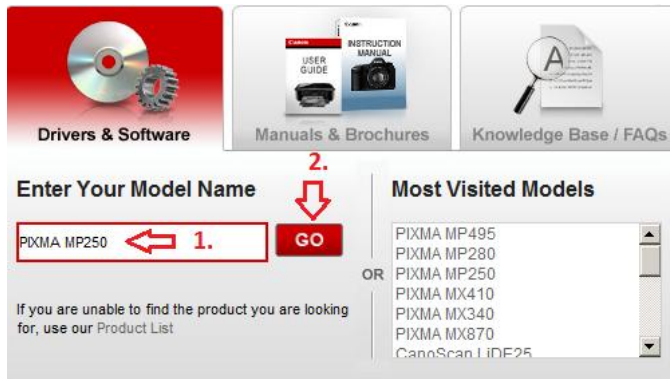 Canon
USER
GUIDE
Canon
INSTRUCTION
MANUAL
A
Drivers & Software
Manuals & Brochures
Knowledge Base / FAQs
2.
Enter Your Model Name
PIXMA MP250
1.
GO
If you are unable to find the product you are looking
for, use our Product List
OR
Most Visited Models
PIXMA MP495
PIXMA MP280
PIXMA MP250
PIXMA MX410
PIXMA MX340
PIXMA MX870
CanoScan LiDE25